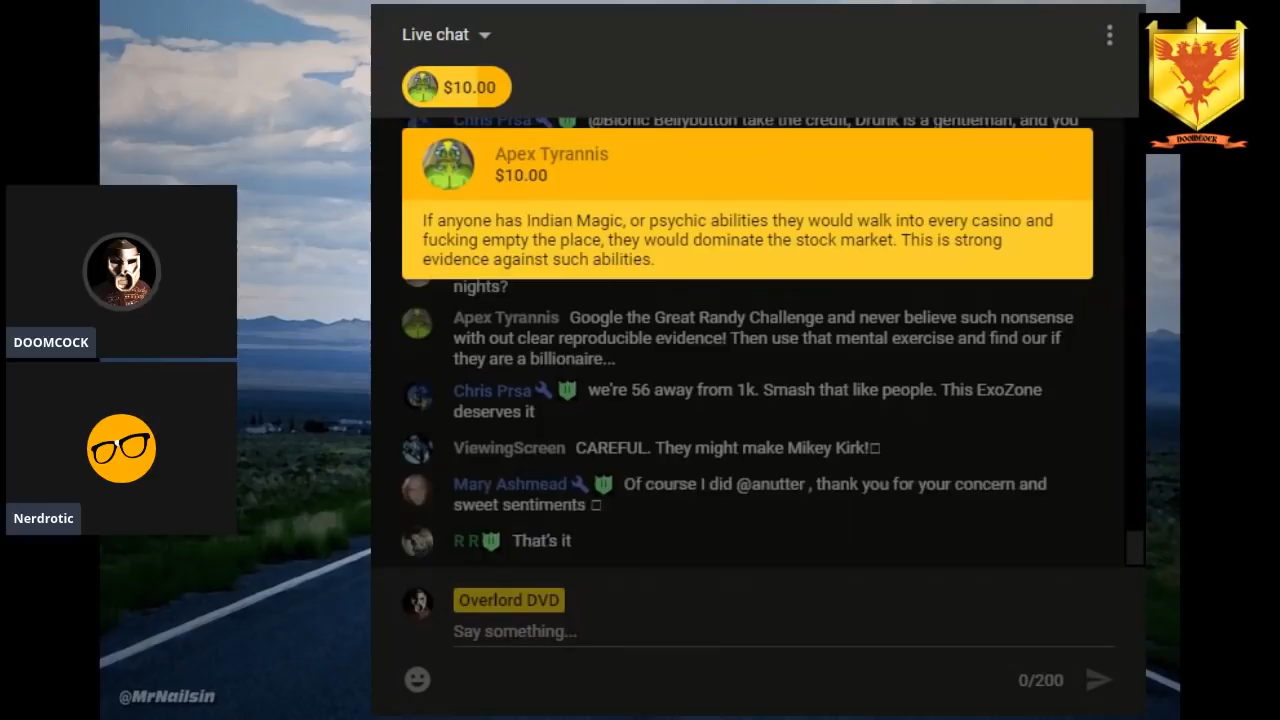 Live chat
$10.00
Chris Prsa @Bionic Bellybutton take the credit, Drunk is a gentleman, and you
Apex Tyrannis
$10.00
If anyone has Indian Magic, or psychic abilities they would walk into every casino and
fucking empty the place, they would dominate the stock market. This is strong
evidence against such abilities.
nights?
Apex Tyrannis Google the Great Randy Challenge and never believe such nonsense
with out clear reproducible evidence! Then use that mental exercise and find our if
they are a billionaire...
Chris Prsa we're 56 away from 1k. Smash that like people. This ExoZone
deserves it
ViewingScreen CAREFUL. They might make Mikey Kirk!
Mary Ashmead Of course I did @anutter , thank you for your concern and
sweet sentiments
R R That's it
Overlord DVD
Say something...
0/200
DOOMCOCK
DOOMCOCK
Nerdrotic
@MrNailsin